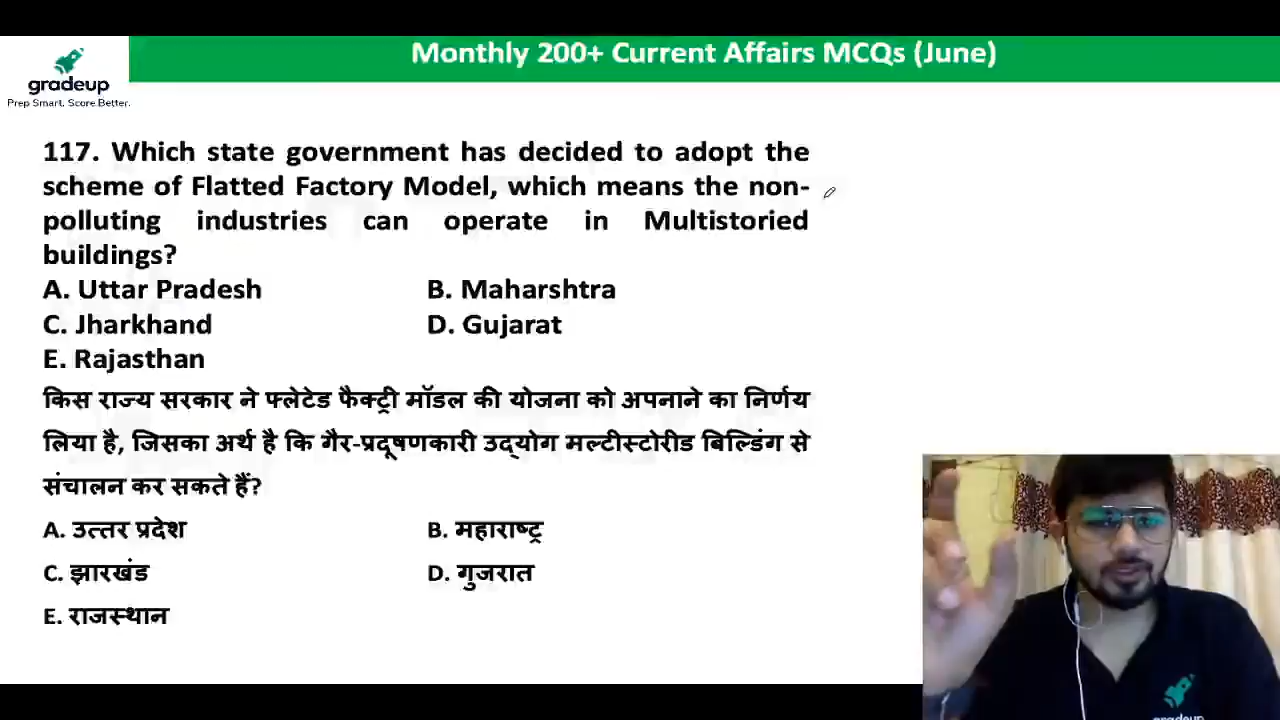 Monthly 200+ Current Affairs MCQs (June)
gradeup
Prep Smart. Score Better.
117. Which state government has decided to adopt the
scheme of Flatted Factory Model, which means the non-
polluting industries can operate in Multistoried
buildings?
A. Uttar Pradesh B. Maharshtra
C. Jharkhand D. Gujarat
E. Rajasthan
किस राज्य सरकार ने फ्लेटेड फैक्ट्री मॉडल की योजना को अपनाने का निर्णय
लिया है, जिसका अर्थ है कि गैर-प्रदूषणकारी उद्योग मल्टीस्टोरीड बिल्डिंग से
संचालन कर सकते हैं?
A. उत्तर प्रदेश B. महाराष्ट्र
C. झारखंड D. गुजरात
E. राजस्थान
gradeup